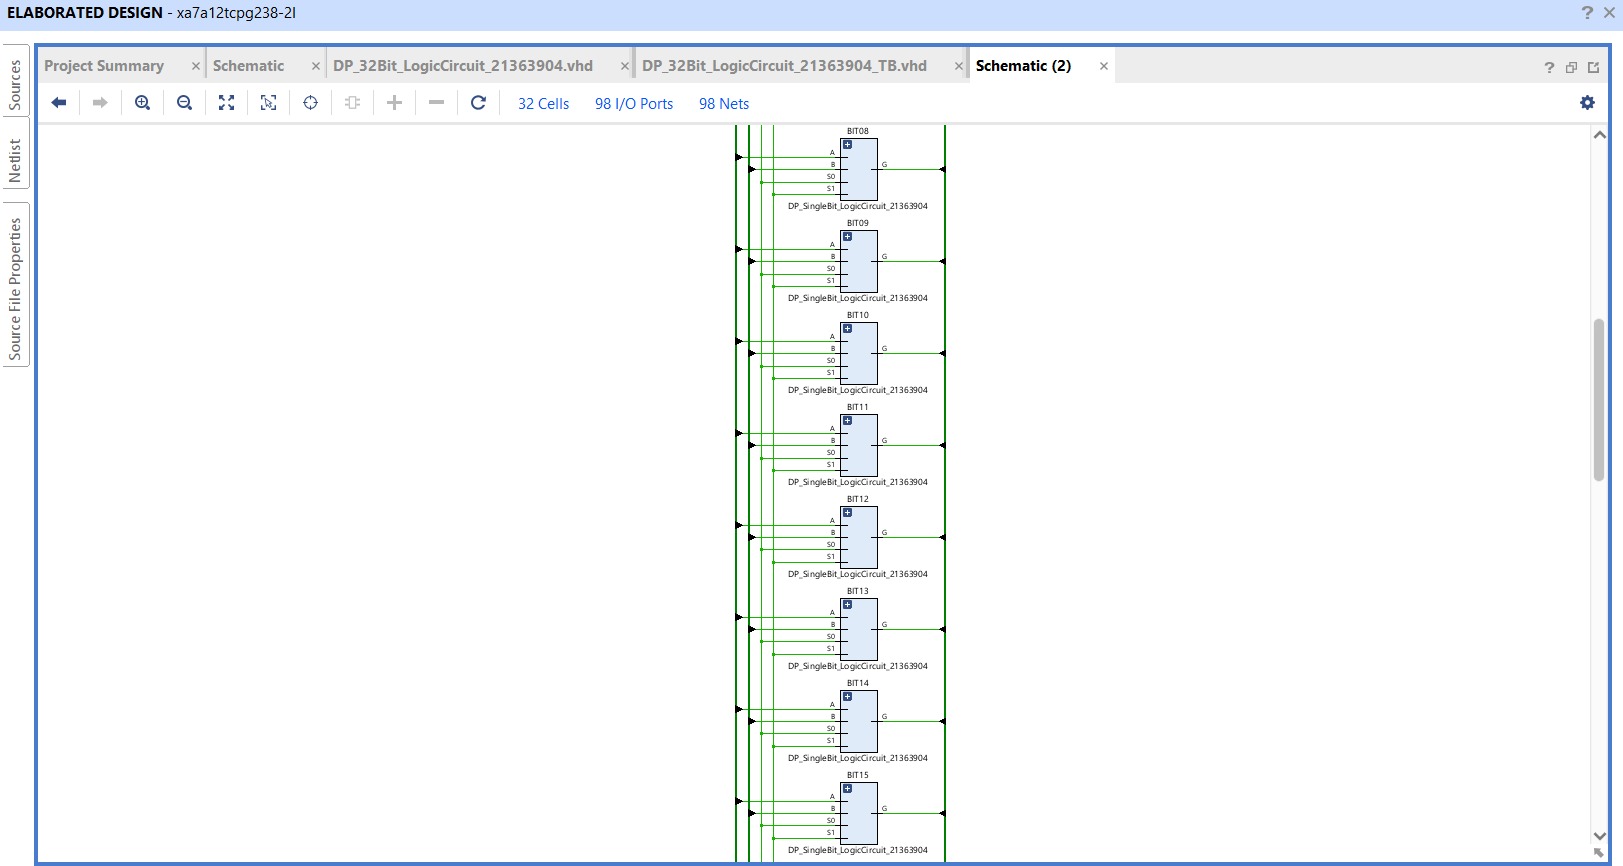 ELABORATED DESIGN - xa7a12tcpg238-2I
Sources
Netlist
Source File Properties
Project Summary
Schematic
DP_32Bit_LogicCircuit_21363904.vhd
DP_32Bit_LogicCircuit_21363904_TB.vhd
Schematic (2)
32 Cells
98 I/O Ports
98 Nets
BIT08
A
B
S0
S1
G
DP_SingleBit_LogicCircuit_21363904
BIT09
A
B
S0
S1
G
DP_SingleBit_LogicCircuit_21363904
BIT10
A
B
S0
S1
G
DP_SingleBit_LogicCircuit_21363904
BIT11
A
B
S0
S1
G
DP_SingleBit_LogicCircuit_21363904
BIT12
A
B
S0
S1
G
DP_SingleBit_LogicCircuit_21363904
BIT13
A
B
S0
S1
G
DP_SingleBit_LogicCircuit_21363904
BIT14
A
B
S0
S1
G
DP_SingleBit_LogicCircuit_21363904
BIT15
A
B
S0
S1
G
DP_SingleBit_LogicCircuit_21363904